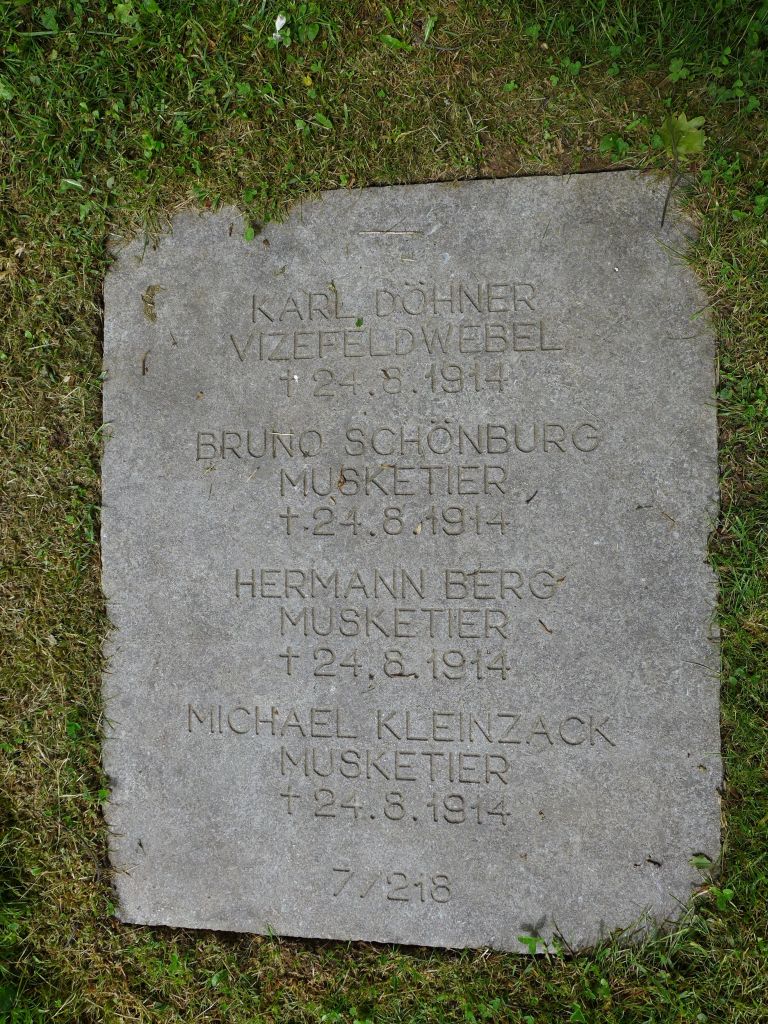 KARL DÖHNER
VIZEFELDWEBEL
† 24.8.1914
BRUNO SCHÖNBURG
MUSKETIER
† 24.8.1914
HERMANN BERG
MUSKETIER
† 24.8.1914
MICHAEL KLEINZACK
MUSKETIER
† 24.8.1914
7/218